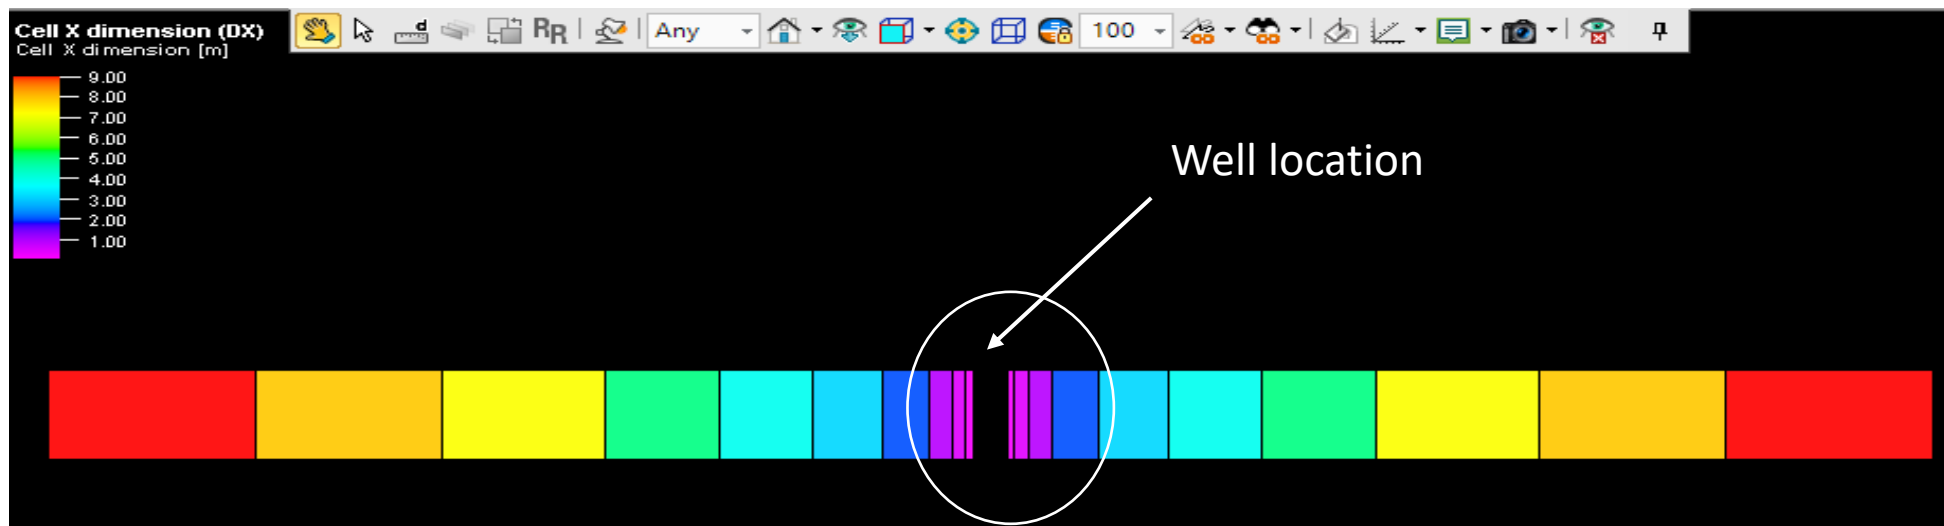 Cell X dimension (DX)
Cell X dimension [m]
RR
d
Any
100
9.00
8.00
7.00
6.00
5.00
4.00
3.00
2.00
1.00
Well location